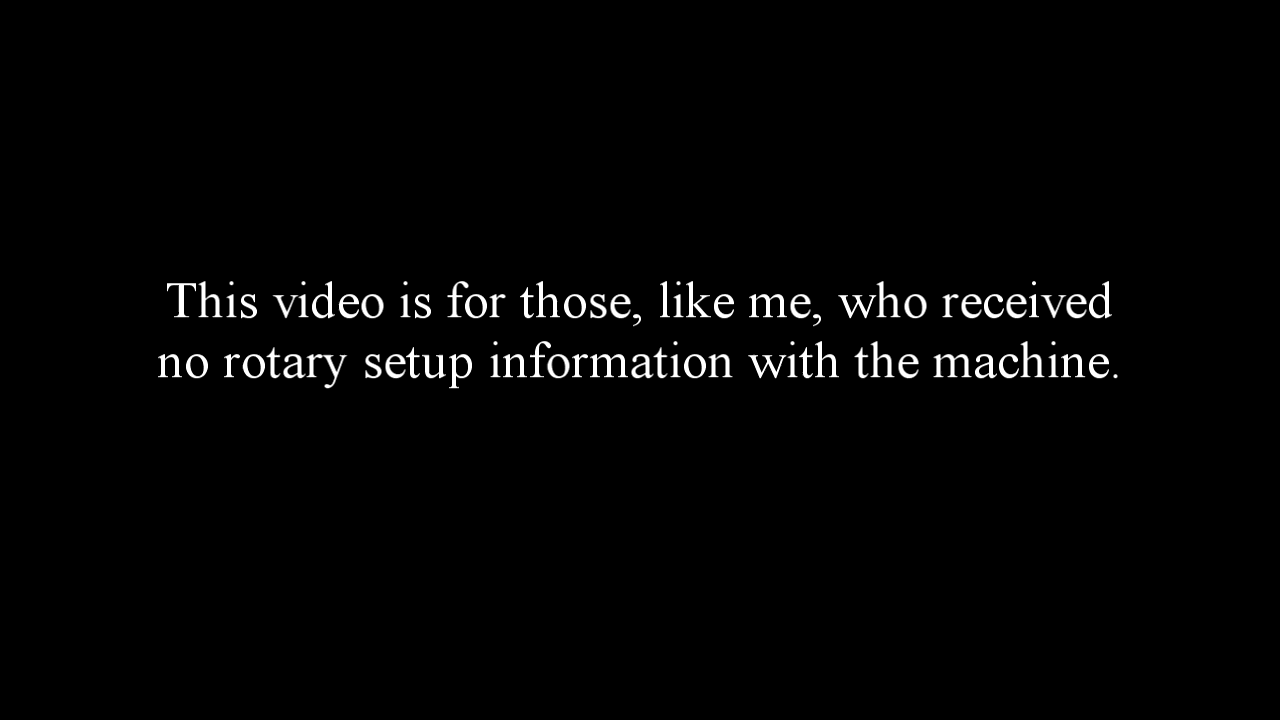 This video is for those, like me, who received
no rotary setup information with the machine.